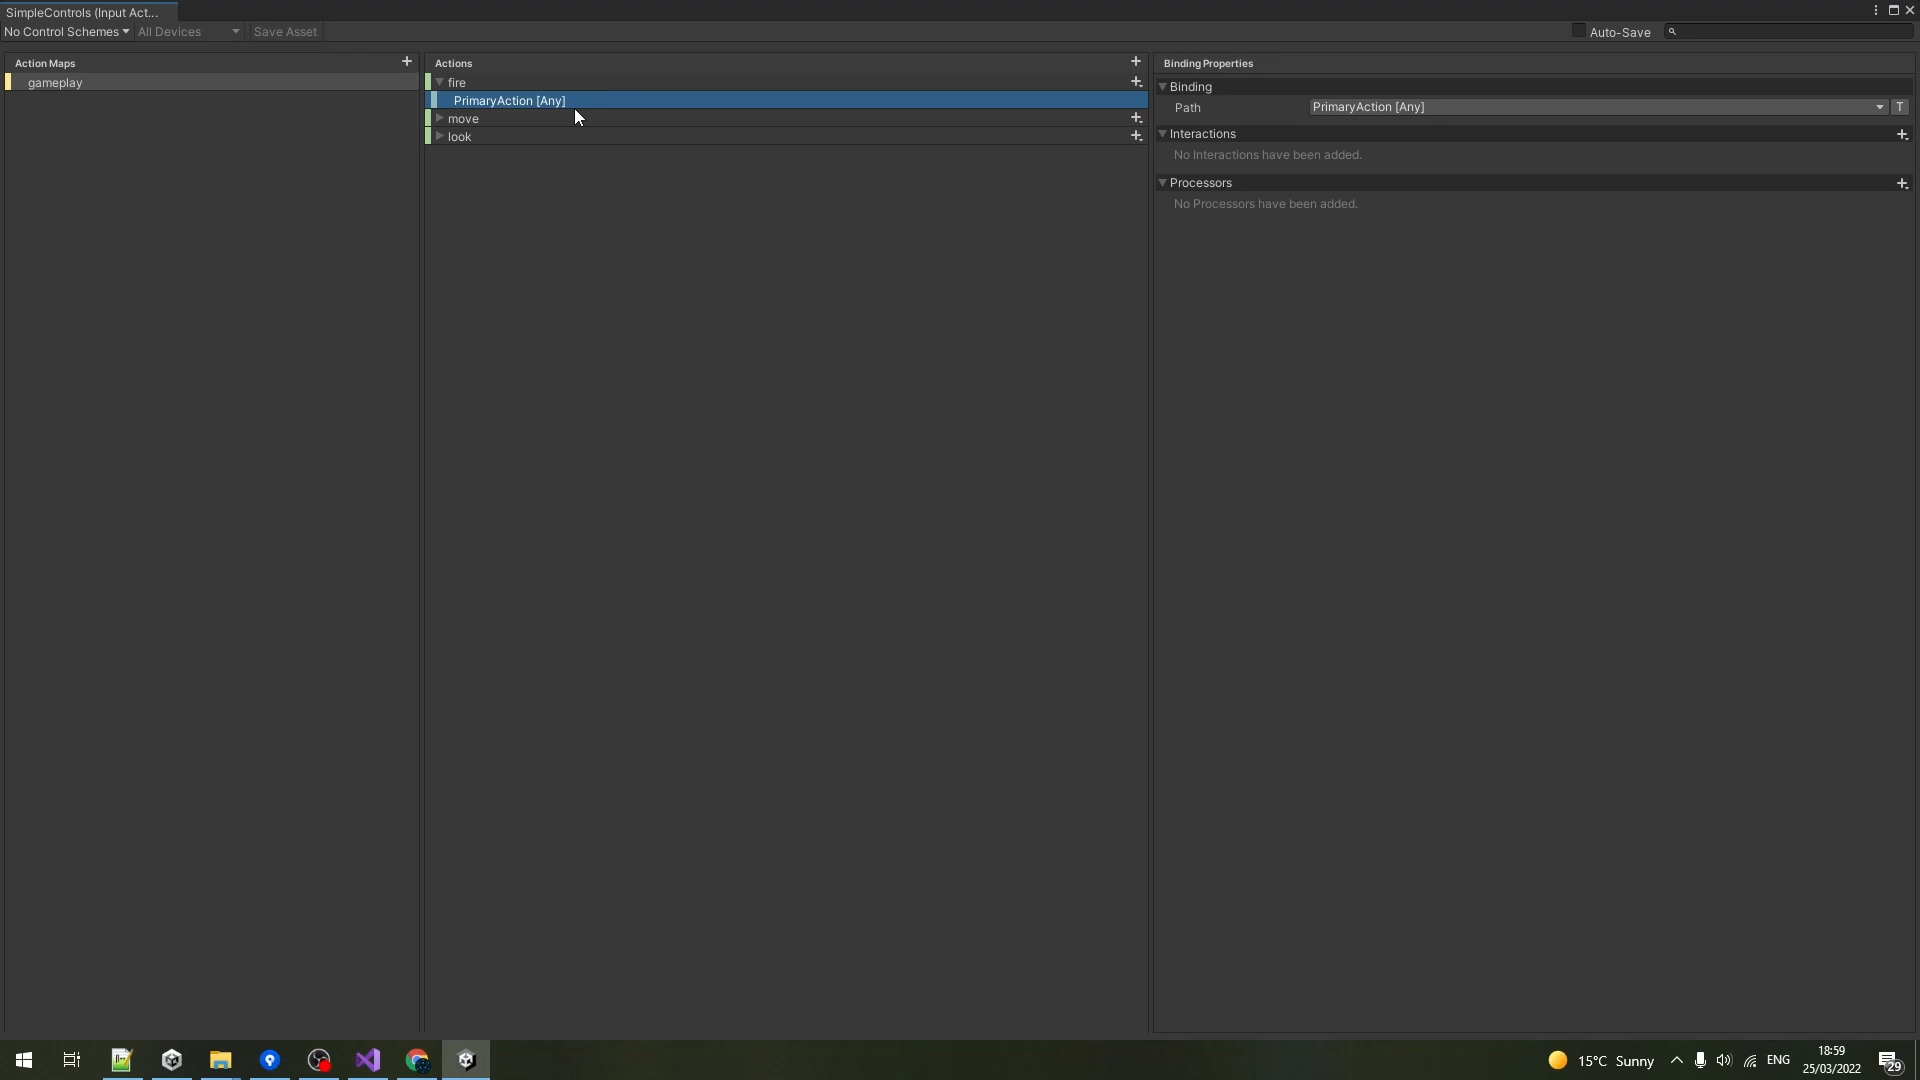 SimpleControls (Input Act...
No Control Schemes All Devices Save Asset Auto-Save
Action Maps
gameplay
Actions
fire
PrimaryAction [Any]
move
look
Binding Properties
Binding
Path PrimaryAction [Any] T
Interactions
No Interactions have been added.
Processors
No Processors have been added.
15°C Sunny ENG 18:59
25/03/2022 29